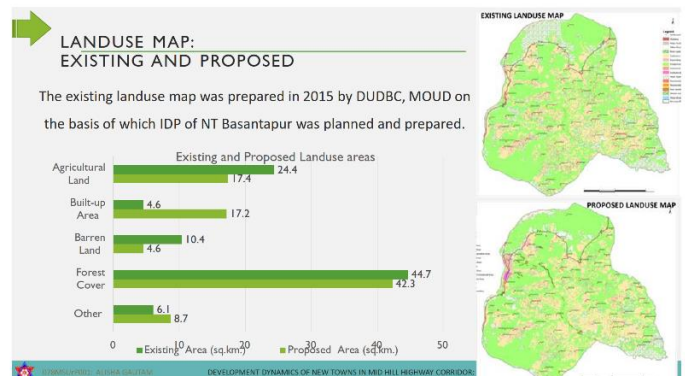 LANDUSE MAP:
EXISTING AND PROPOSED
The existing landuse map was prepared in 2015 by DUDBC, MOUD on
the basis of which IDP of NT Basantapur was planned and prepared.
Existing and Proposed Landuse areas
Agricultural
Land
24.4
17.4
Built-up
Area
4.6
17.2
Barren
Land
10.4
4.6
Forest
Cover
44.7
42.3
Other
6.1
8.7
0 10 20 30 40 50
Existing Area (sq.km.) Proposed Area (sq.km.)
EXISTING LANDUSE MAP
PROPOSED LANDUSE MAP
ALISHA GAUTAM
DEVELOPMENT DYNAMICS OF NEW TOWNS IN MID HILL HIGHWAY CORRIDOR: